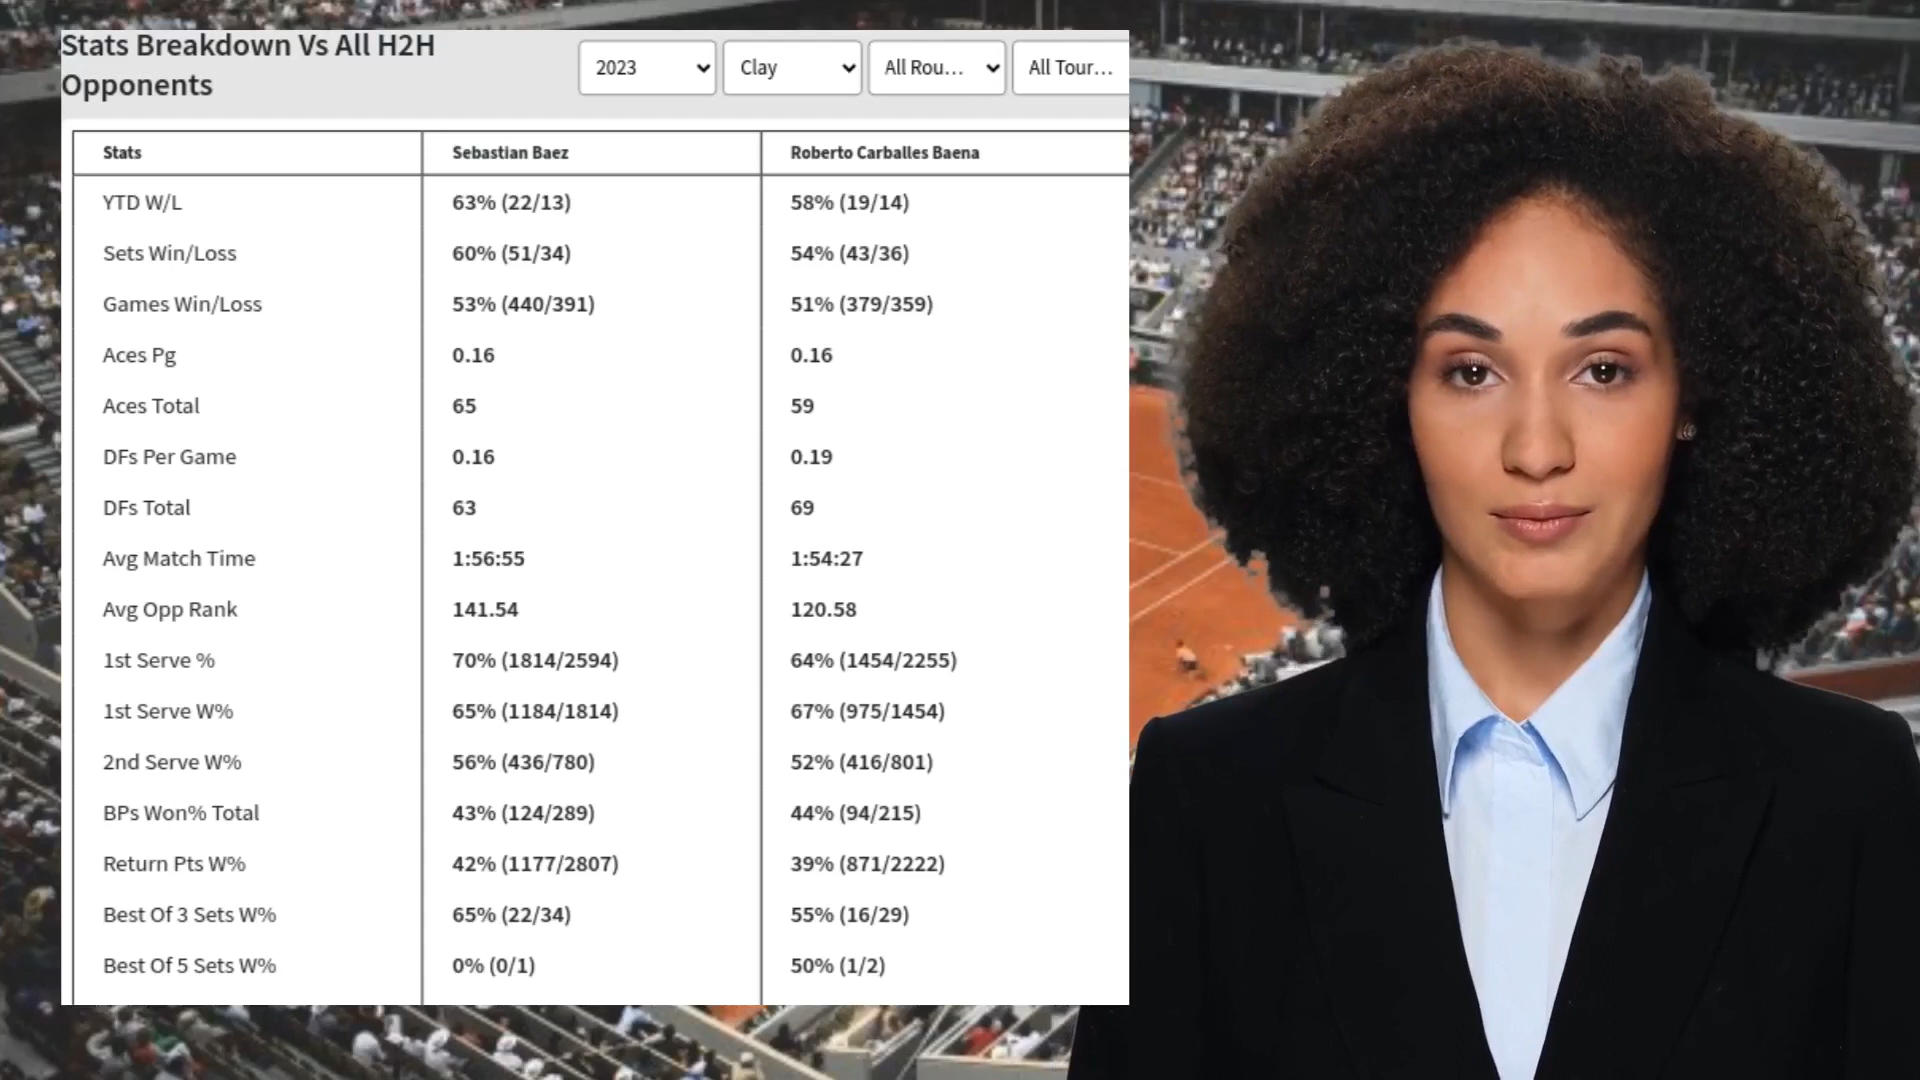 Stats Breakdown Vs All H2H
Opponents
2023 Clay All Rou... All Tour...
Stats Sebastian Baez Roberto Carballes Baena
YTD W/L 63% (22/13) 58% (19/14)
Sets Win/Loss 60% (51/34) 54% (43/36)
Games Win/Loss 53% (440/391) 51% (379/359)
Aces Pg 0.16 0.16
Aces Total 65 59
DFs Per Game 0.16 0.19
DFs Total 63 69
Avg Match Time 1:56:55 1:54:27
Avg Opp Rank 141.54 120.58
1st Serve % 70% (1814/2594) 64% (1454/2255)
1st Serve W% 65% (1184/1814) 67% (975/1454)
2nd Serve W% 56% (436/780) 52% (416/801)
BPs Won% Total 43% (124/289) 44% (94/215)
Return Pts W% 42% (1177/2807) 39% (871/2222)
Best Of 3 Sets W% 65% (22/34) 55% (16/29)
Best Of 5 Sets W% 0% (0/1) 50% (1/2)